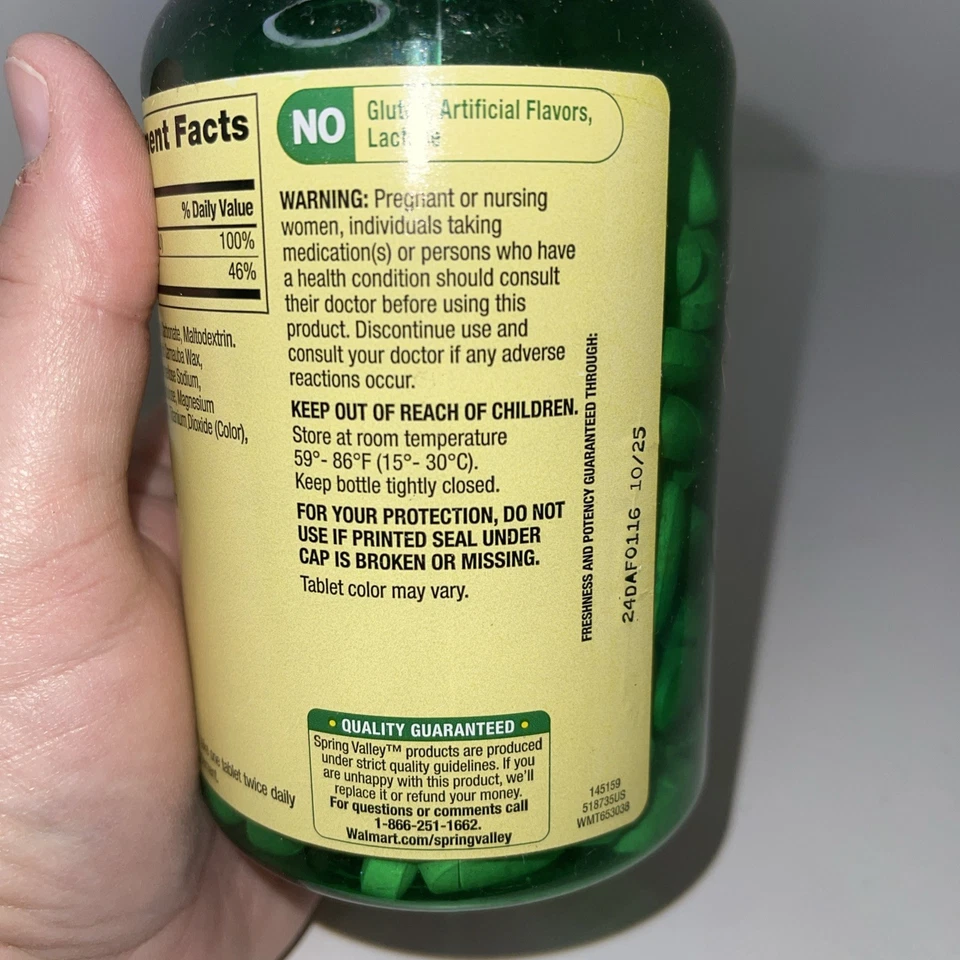 Facts
% Daily Value
100%
46%
Maltodextrin.
Wax,
Sodium,
Magnesium
Dioxide (Color),
one tablet twice daily
NO
Artificial Flavors,
WARNING: Pregnant or nursing
women, individuals taking
medication(s) or persons who have
a health condition should consult
their doctor before using this
product. Discontinue use and
consult your doctor if any adverse
reactions occur.
KEEP OUT OF REACH OF CHILDREN.
Store at room temperature
59°- 86°F (15°- 30°C).
Keep bottle tightly closed.
FOR YOUR PROTECTION, DO NOT
USE IF PRINTED SEAL UNDER
CAP IS BROKEN OR MISSING.
Tablet color may vary.
FRESHNESS AND POTENCY GUARANTEED THROUGH:
24DAF0116 10/25
• QUALITY GUARANTEED •
Spring Valley™ products are produced
under strict quality guidelines. If you
are unhappy with this product, we'll
replace it or refund your money.
For questions or comments call
1-866-251-1662.
Walmart.com/springvalley
145159
518735US
WMT653038